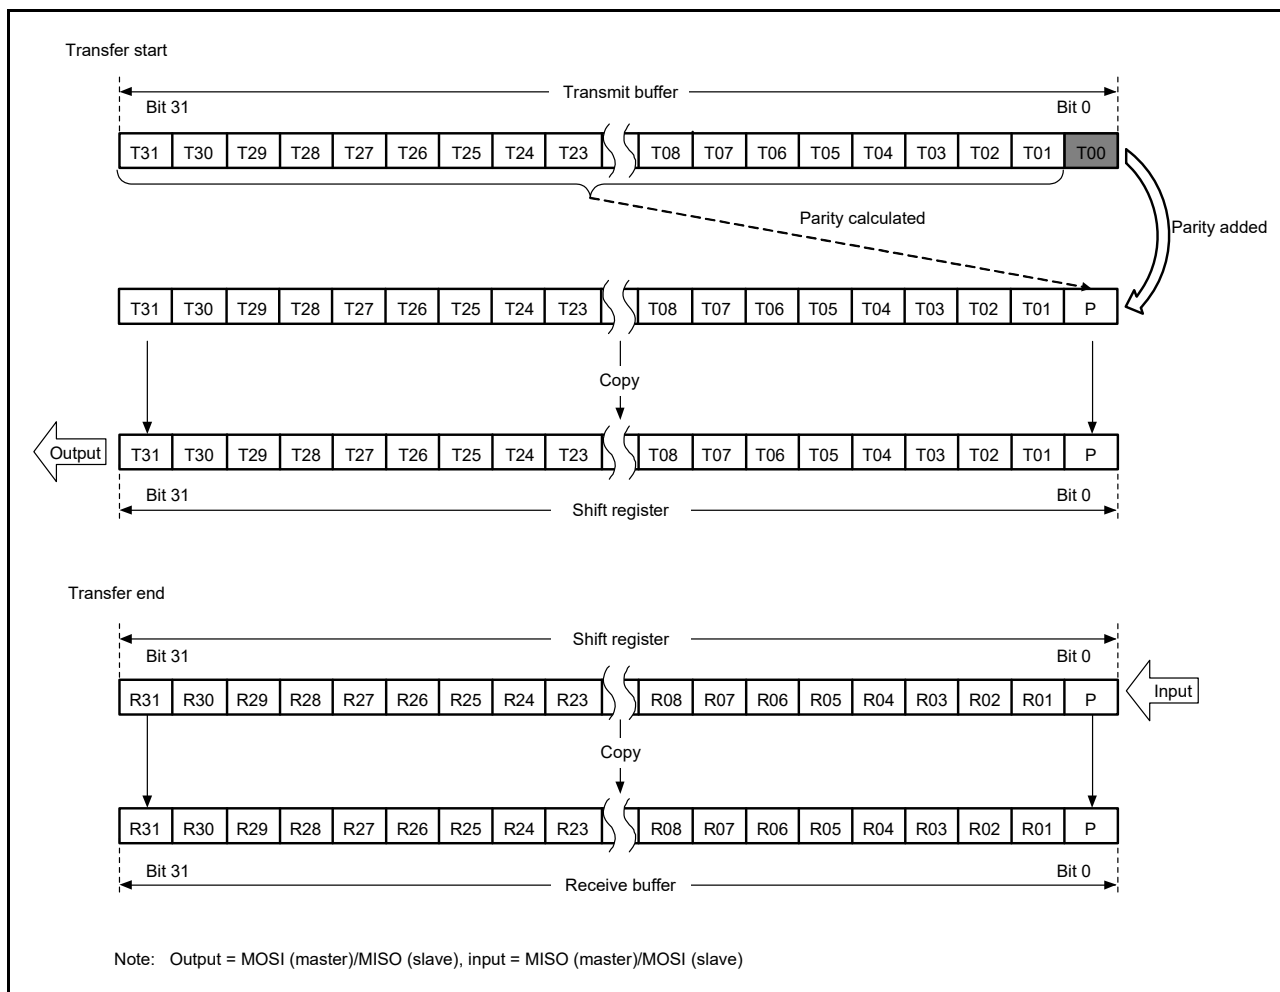 Transfer start
Transmit buffer
Bit 31 Bit 0
T31 T30 T29 T28 T27 T26 T25 T24 T23 T08 T07 T06 T05 T04 T03 T02 T01 T00
Parity calculated
Parity added
T31 T30 T29 T28 T27 T26 T25 T24 T23 T08 T07 T06 T05 T04 T03 T02 T01 P
Copy
Output
T31 T30 T29 T28 T27 T26 T25 T24 T23 T08 T07 T06 T05 T04 T03 T02 T01 P
Bit 31 Bit 0
Shift register
Transfer end
Shift register
Bit 31 Bit 0
R31 R30 R29 R28 R27 R26 R25 R24 R23 R08 R07 R06 R05 R04 R03 R02 R01 P
Input
Copy
R31 R30 R29 R28 R27 R26 R25 R24 R23 R08 R07 R06 R05 R04 R03 R02 R01 P
Bit 31 Bit 0
Receive buffer
Note: Output = MOSI (master)/MISO (slave), input = MISO (master)/MOSI (slave)